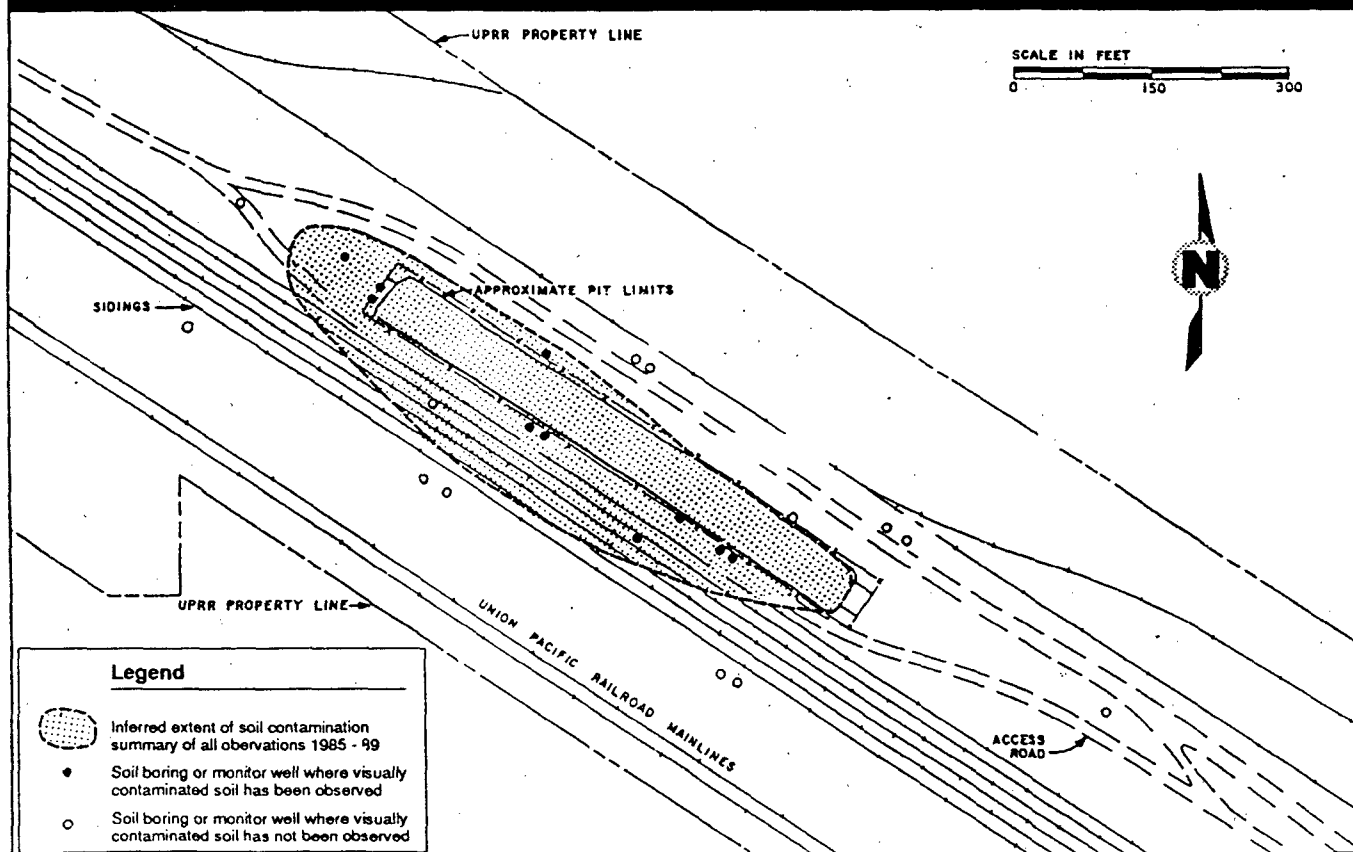 UPRR PROPERTY LINE
SCALE IN FEET
0 150 300
N
APPROXIMATE PIT LIMITS
SIDINGS
UPRR PROPERTY LINE
UNION PACIFIC RAILROAD MAINLINES
ACCESS
ROAD
Legend
Inferred extent of soil contamination
summary of all obervations 1985 - 89
Soil boring or monitor well where visually
contaminated soil has been observed
Soil boring or monitor well where visually
contaminated soil has not been observed